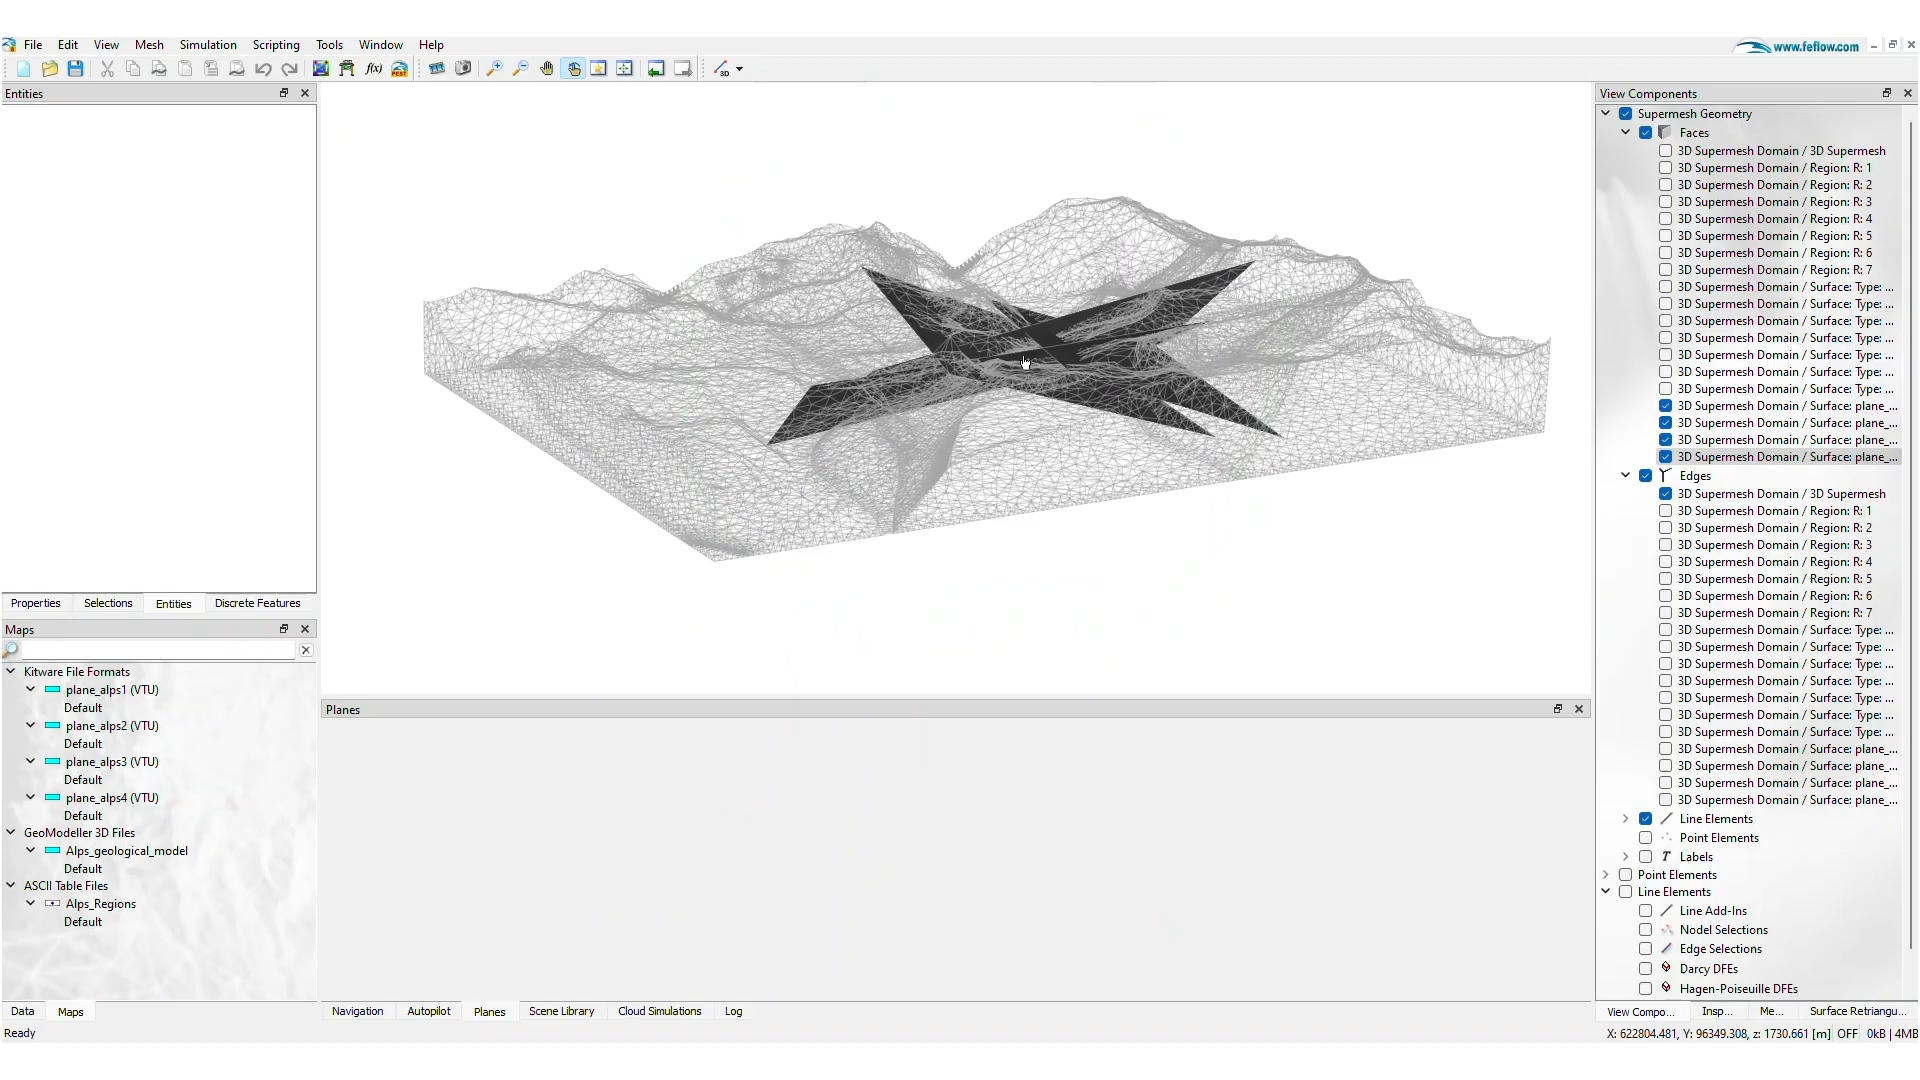 File Edit View Mesh Simulation Scripting Tools Window Help
www.feflow.com
f(x) PEST 3D
Entities
Properties Selections Entities Discrete Features
Maps
Kitware File Formats
plane_alps1 (VTU)
Default
plane_alps2 (VTU)
Default
plane_alps3 (VTU)
Default
plane_alps4 (VTU)
Default
GeoModeller 3D Files
Alps_geological_model
Default
ASCII Table Files
Alps_Regions
Default
Data Maps
Ready
Planes
Navigation Autopilot Planes Scene Library Cloud Simulations Log
View Components
Supermesh Geometry
Faces
3D Supermesh Domain / 3D Supermesh
3D Supermesh Domain / Region: R: 1
3D Supermesh Domain / Region: R: 2
3D Supermesh Domain / Region: R: 3
3D Supermesh Domain / Region: R: 4
3D Supermesh Domain / Region: R: 5
3D Supermesh Domain / Region: R: 6
3D Supermesh Domain / Region: R: 7
3D Supermesh Domain / Surface: Type: ...
3D Supermesh Domain / Surface: Type: ...
3D Supermesh Domain / Surface: Type: ...
3D Supermesh Domain / Surface: Type: ...
3D Supermesh Domain / Surface: Type: ...
3D Supermesh Domain / Surface: Type: ...
3D Supermesh Domain / Surface: Type: ...
3D Supermesh Domain / Surface: plane_...
3D Supermesh Domain / Surface: plane_...
3D Supermesh Domain / Surface: plane_...
3D Supermesh Domain / Surface: plane_...
Edges
3D Supermesh Domain / 3D Supermesh
3D Supermesh Domain / Region: R: 1
3D Supermesh Domain / Region: R: 2
3D Supermesh Domain / Region: R: 3
3D Supermesh Domain / Region: R: 4
3D Supermesh Domain / Region: R: 5
3D Supermesh Domain / Region: R: 6
3D Supermesh Domain / Region: R: 7
3D Supermesh Domain / Surface: Type: ...
3D Supermesh Domain / Surface: Type: ...
3D Supermesh Domain / Surface: Type: ...
3D Supermesh Domain / Surface: Type: ...
3D Supermesh Domain / Surface: Type: ...
3D Supermesh Domain / Surface: Type: ...
3D Supermesh Domain / Surface: Type: ...
3D Supermesh Domain / Surface: plane_...
3D Supermesh Domain / Surface: plane_...
3D Supermesh Domain / Surface: plane_...
3D Supermesh Domain / Surface: plane_...
Line Elements
Point Elements
T Labels
Point Elements
Line Elements
Line Add-Ins
Nodel Selections
Edge Selections
Darcy DFEs
Hagen-Poiseuille DFEs
View Compo... Insp... Me... Surface Retriangu...
X: 622804.481, Y: 96349.308, z: 1730.661 [m] OFF 0kB | 4MB